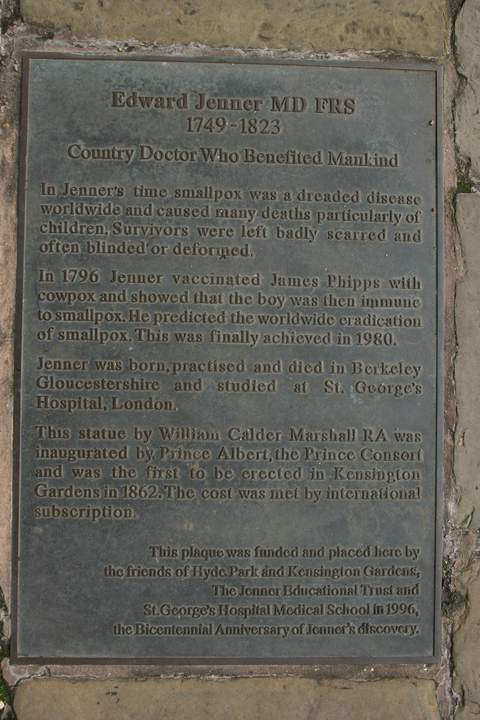 Edward Jenner MD FRS
1749-1823
Country Doctor Who Benefited Mankind
In Jenner's time smallpox was a dreaded disease
worldwide and caused many deaths particularly of
children. Survivors were left badly scarred and
often blinded or deformed.
In 1796 Jenner vaccinated James Phipps with
cowpox and showed that the boy was then immune
to smallpox. He predicted the worldwide eradication
of smallpox. This was finally achieved in 1980.
Jenner was born, practised and died in Berkeley
Gloucestershire and studied at St. George's
Hospital, London.
This statue by William Calder Marshall RA was
inaugurated by Prince Albert, the Prince Consort
and was the first to be erected in Kensington
Gardens in 1862. The cost was met by international
subscription.
This plaque was funded and placed here by
the friends of Hyde Park and Kensington Gardens,
The Jenner Educational Trust and
St. George's Hospital Medical School in 1996,
the Bicentennial Anniversary of Jenner's discovery.